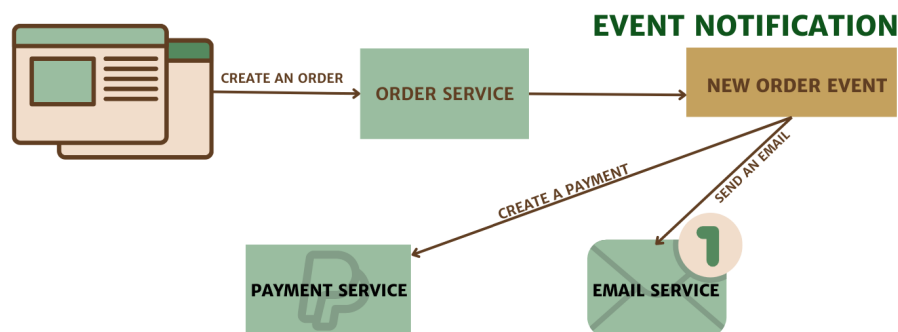 EVENT NOTIFICATION
CREATE AN ORDER
ORDER SERVICE
NEW ORDER EVENT
CREATE A PAYMENT
SEND AN EMAIL
1
PAYMENT SERVICE
EMAIL SERVICE